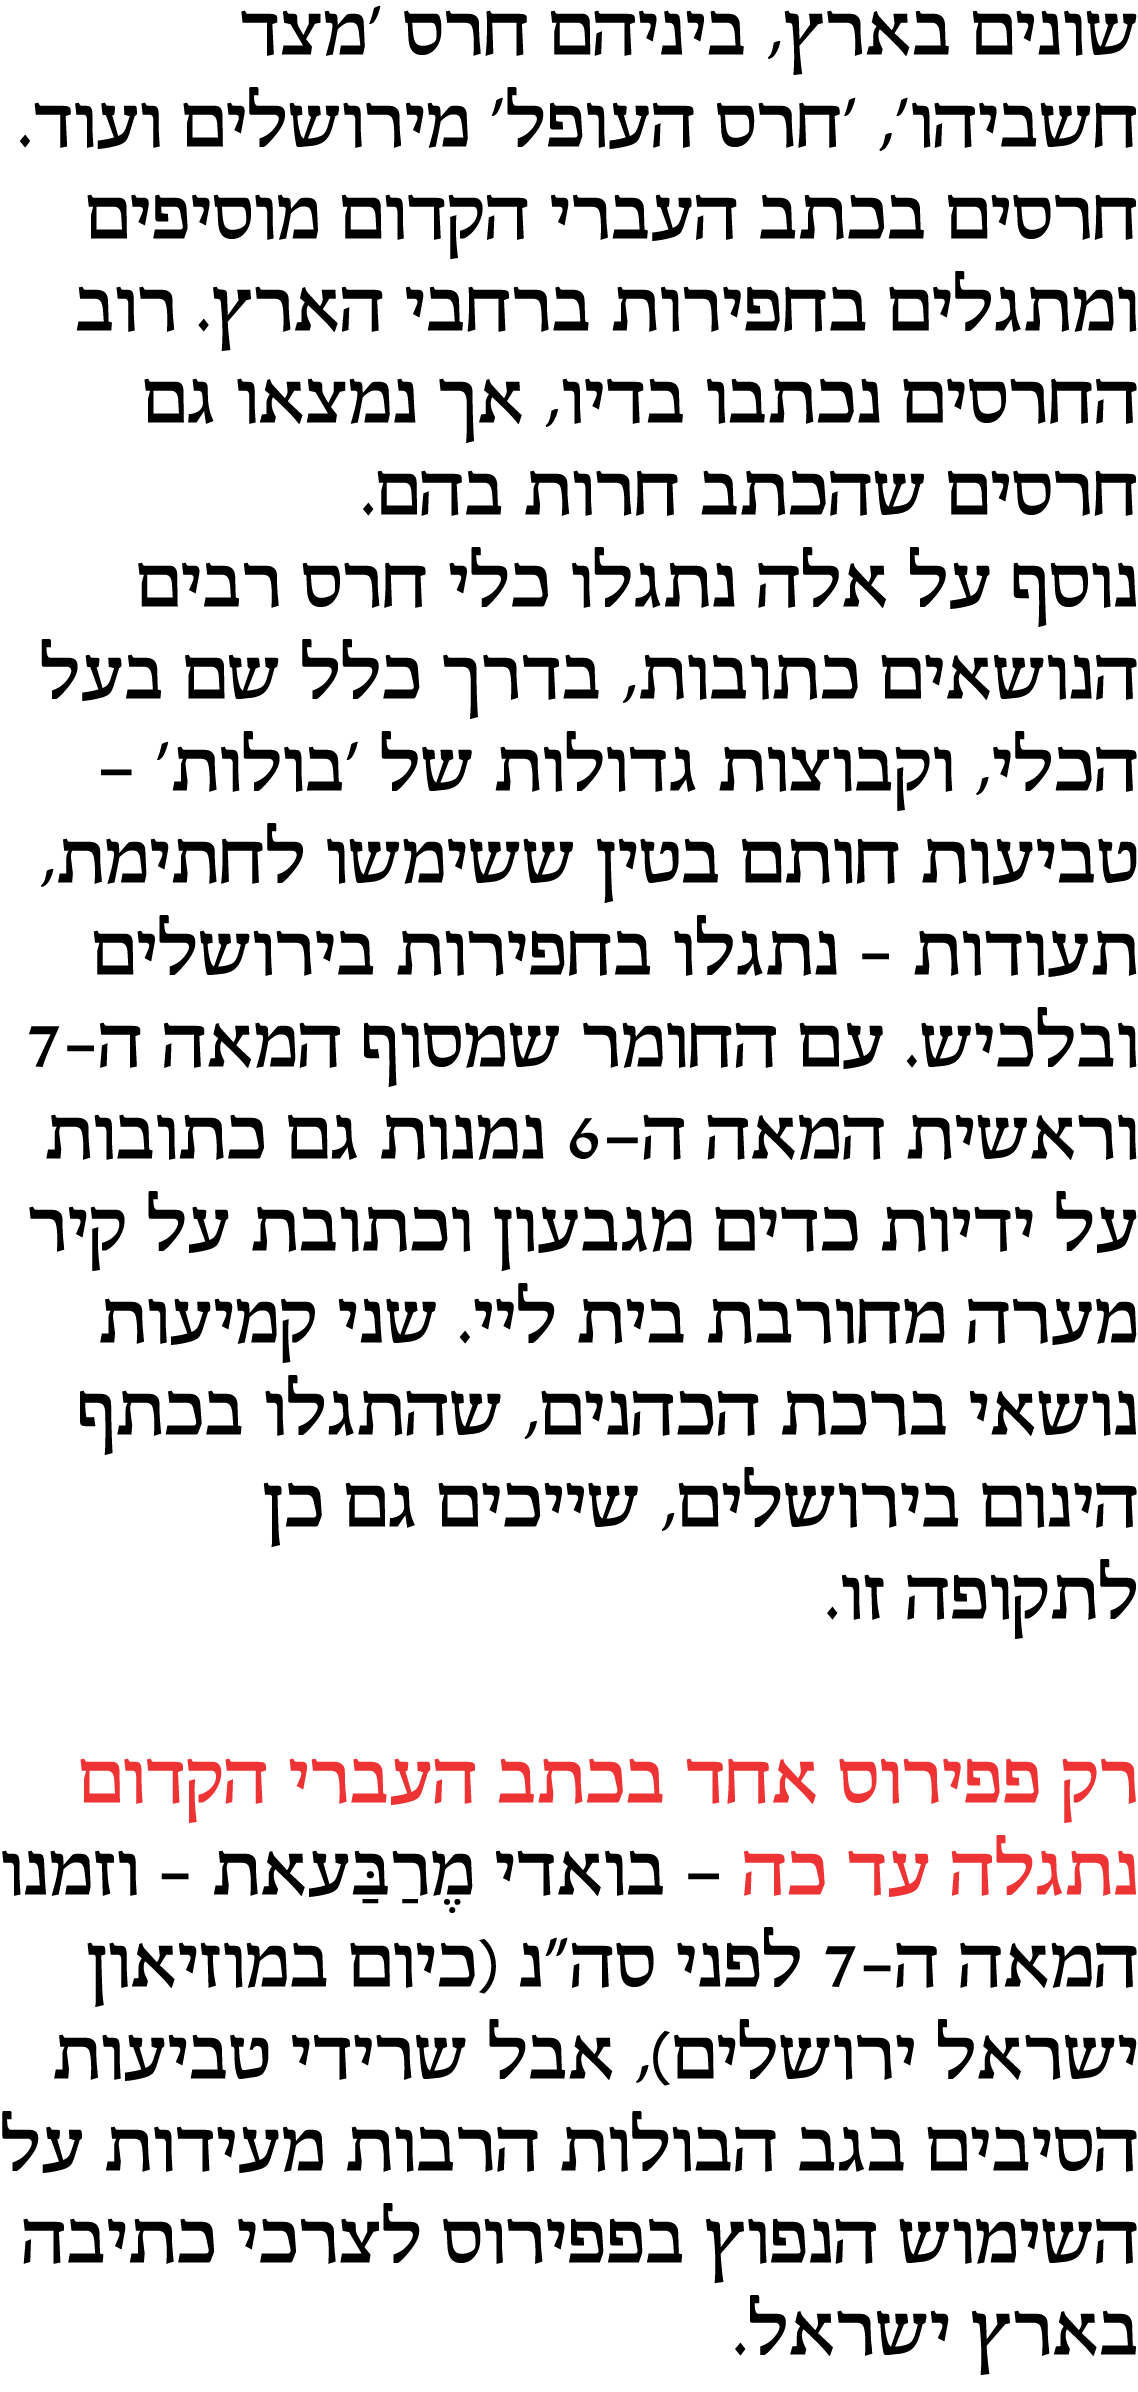 שונים בארץ, ביניהם חרס 'מצד
חשביהו', 'חרס העופל' מירושלים ועוד.
חרסים בכתב העברי הקדום מוסיפים
ומתגלים בחפירות ברחבי הארץ. רוב
החרסים נכתבו בדיו, אך נמצאו גם
חרסים שהכתב חרות בהם.
נוסף על אלה נתגלו כלי חרס רבים
הנושאים כתובות, בדרך כלל שם בעל
הכלי, וקבוצות גדולות של 'בולות' –
טביעות חותם בטין ששימשו לחתימת,
תעודות – נתגלו בחפירות בירושלים
ובלכיש. עם החומר שמסוף המאה ה–7
וראשית המאה ה–6 נמנות גם כתובות
על ידיות כדים מגבעון וכתובת על קיר
מערה מחורבת בית ליי. שני קמיעות
נושאי ברכת הכהנים, שהתגלו בכתף
הינום בירושלים, שייכים גם כן
לתקופה זו.
רק פפירוס אחד בכתב העברי הקדום
נתגלה עד כה – בואדי מֶרַבַּעאת – וזמנו
המאה ה–7 לפני סה"נ (כיום במוזיאון
ישראל ירושלים), אבל שרידי טביעות
הסיבים בגב הבולות הרבות מעידות על
השימוש הנפוץ בפפירוס לצרכי כתיבה
בארץ ישראל.